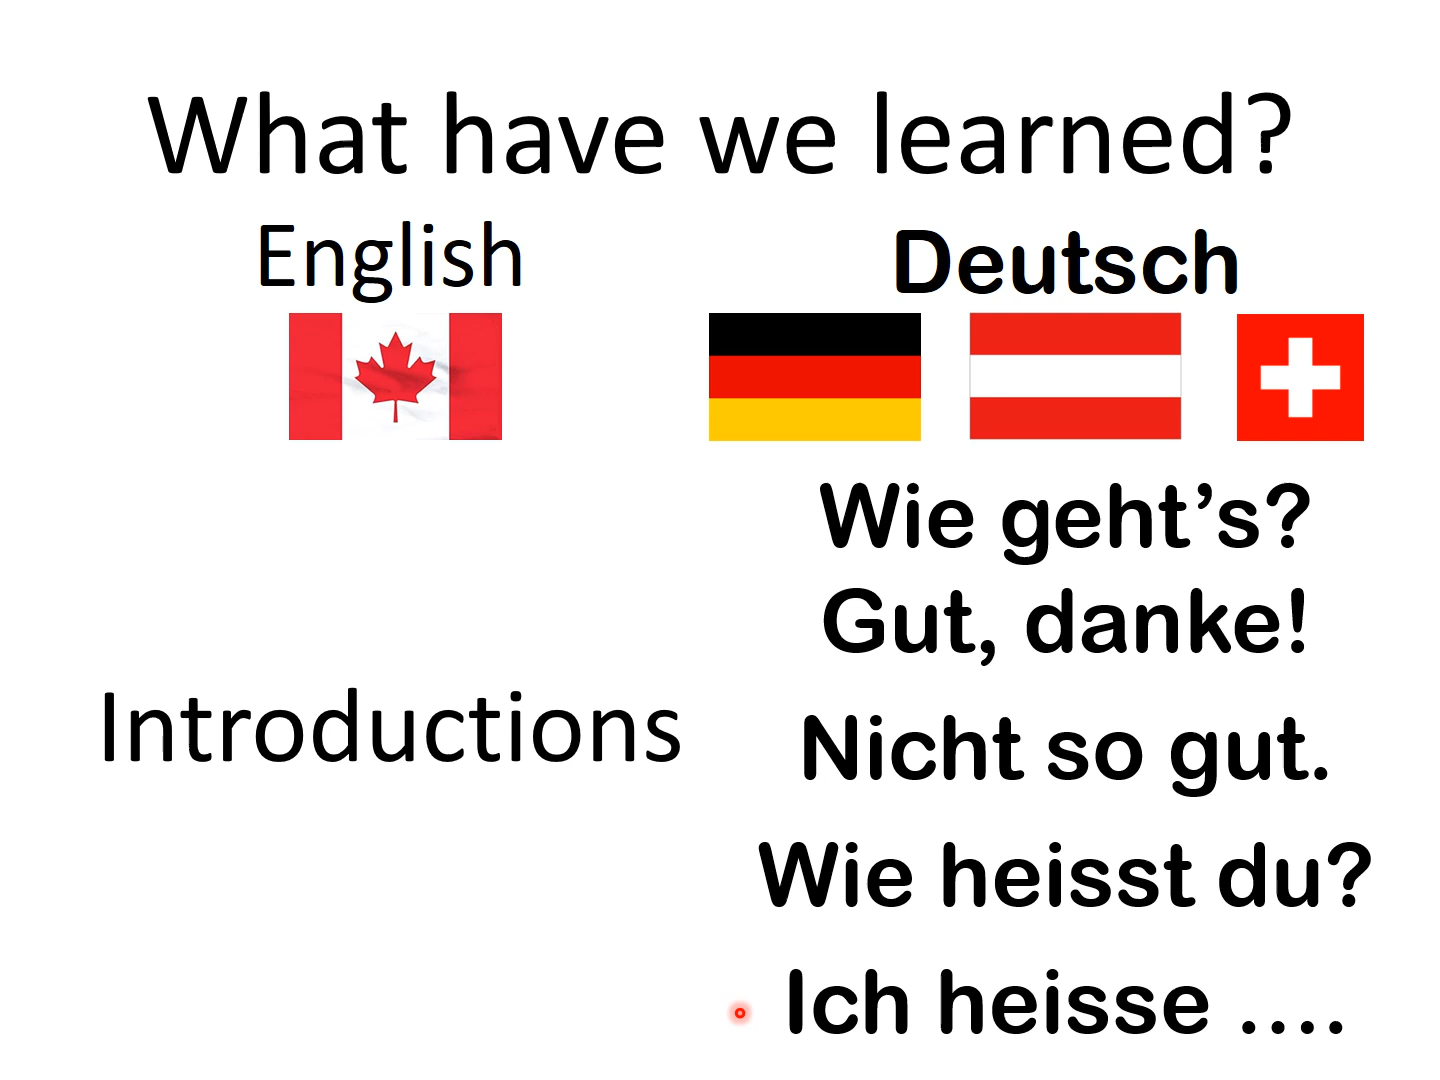 What have we learned?
English
Deutsch
Introductions
Wie geht’s?
Gut, danke!
Nicht so gut.
Wie heisst du?
Ich heisse ....